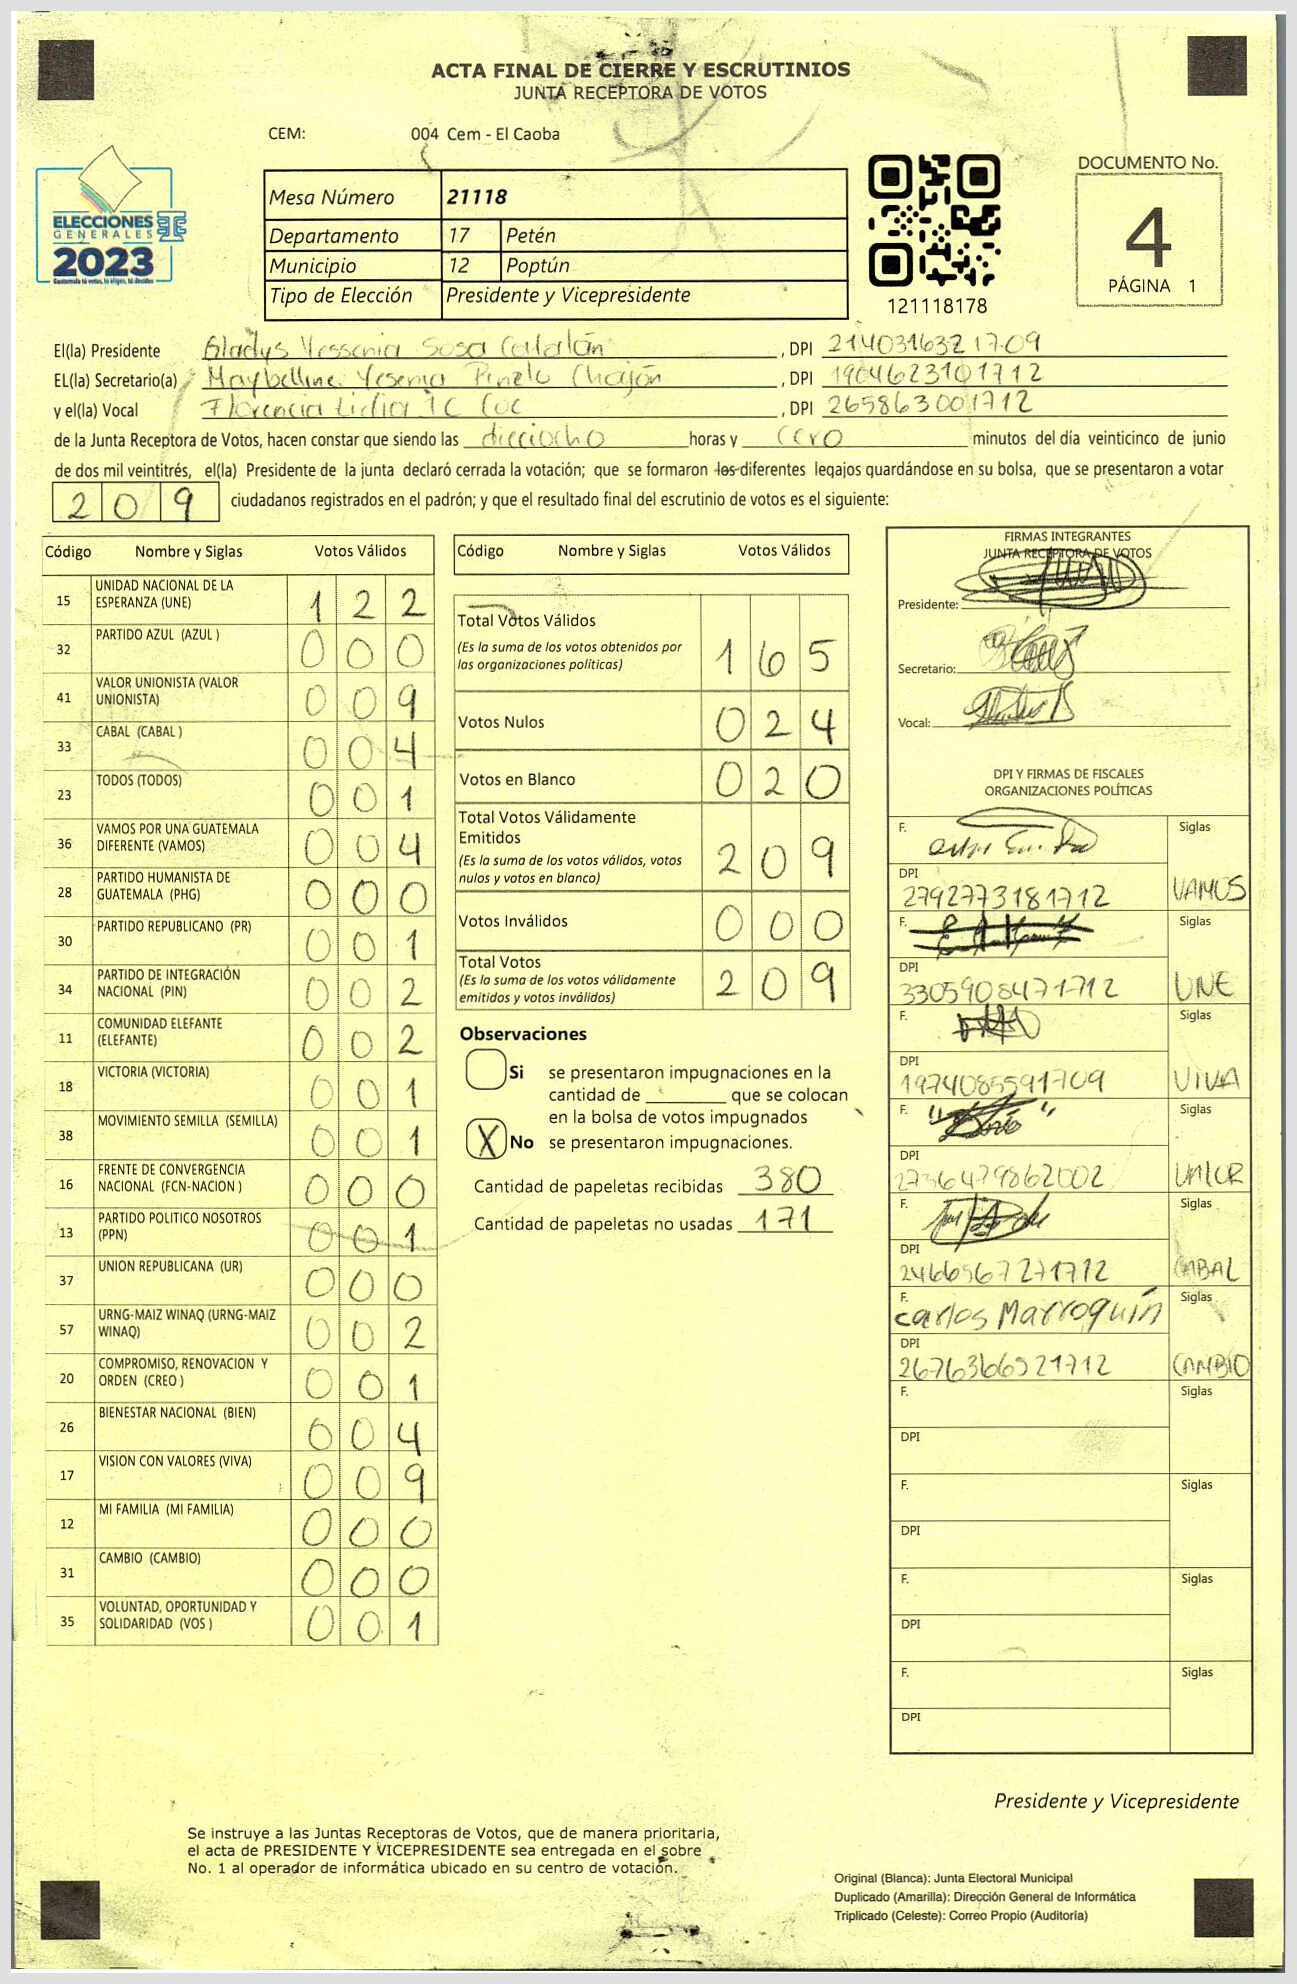 ACTA FINAL DE CIERRE Y ESCRUTINIOS
JUNTA RECEPTORA DE VOTOS
CEM: 004 Cem - El Caoba
DOCUMENTO No.
4
PÁGINA 1
ELECCIONES
GENERALES
2023
Guatemala tú votas, tú eliges, tú decides
Mesa Número 21118
Departamento 17 Petén
Municipio 12 Poptún
Tipo de Elección Presidente y Vicepresidente
121118178
El(la) Presidente Gladys Yessenia Sosa Catalán, DPI 2140316321709
EL(la) Secretario(a) Maybelline Yesenia Pinelo Chajón, DPI 1904623101712
y el(la) Vocal Florencia Lidia Ic Cuc, DPI 265863001712
de la Junta Receptora de Votos, hacen constar que siendo las dieciocho horas y cero minutos del día veinticinco de junio
de dos mil veintitrés, el(la) Presidente de la junta declaró cerrada la votación; que se formaron los diferentes legajos guardándose en su bolsa, que se presentaron a votar
209 ciudadanos registrados en el padrón; y que el resultado final del escrutinio de votos es el siguiente:
Código Nombre y Siglas Votos Válidos
15 UNIDAD NACIONAL DE LA
ESPERANZA (UNE) 1 2 2
32 PARTIDO AZUL (AZUL ) 0 0 0
41 VALOR UNIONISTA (VALOR
UNIONISTA) 0 0 9
33 CABAL (CABAL ) 0 0 4
23 TODOS (TODOS) 0 0 1
36 VAMOS POR UNA GUATEMALA
DIFERENTE (VAMOS) 0 0 4
28 PARTIDO HUMANISTA DE
GUATEMALA (PHG) 0 0 0
30 PARTIDO REPUBLICANO (PR) 0 0 1
34 PARTIDO DE INTEGRACIÓN
NACIONAL (PIN) 0 0 2
11 COMUNIDAD ELEFANTE
(ELEFANTE) 0 0 2
18 VICTORIA (VICTORIA) 0 0 1
38 MOVIMIENTO SEMILLA (SEMILLA) 0 0 1
16 FRENTE DE CONVERGENCIA
NACIONAL (FCN-NACION ) 0 0 0
13 PARTIDO POLITICO NOSOTROS
(PPN) 0 0 1
37 UNION REPUBLICANA (UR) 0 0 0
57 URNG-MAIZ WINAQ (URNG-MAIZ
WINAQ) 0 0 2
20 COMPROMISO, RENOVACION Y
ORDEN (CREO ) 0 0 1
26 BIENESTAR NACIONAL (BIEN) 0 0 4
17 VISION CON VALORES (VIVA) 0 0 9
12 MI FAMILIA (MI FAMILIA) 0 0 0
31 CAMBIO (CAMBIO) 0 0 0
35 VOLUNTAD, OPORTUNIDAD Y
SOLIDARIDAD (VOS ) 0 0 1
Código Nombre y Siglas Votos Válidos
Total Votos Válidos
(Es la suma de los votos obtenidos por
las organizaciones políticas) 1 6 5
Votos Nulos 0 2 4
Votos en Blanco 0 2 0
Total Votos Válidamente
Emitidos
(Es la suma de los votos válidos, votos
nulos y votos en blanco) 2 0 9
Votos Inválidos 0 0 0
Total Votos
(Es la suma de los votos válidamente
emitidos y votos inválidos) 2 0 9
Observaciones
Si se presentaron impugnaciones en la
cantidad de ________ que se colocan
en la bolsa de votos impugnados
X No se presentaron impugnaciones.
Cantidad de papeletas recibidas 380
Cantidad de papeletas no usadas 171
FIRMAS INTEGRANTES
JUNTA RECEPTORA DE VOTOS
Presidente:
Secretario:
Vocal:
DPI Y FIRMAS DE FISCALES
ORGANIZACIONES POLÍTICAS
F. Siglas
DPI
2792773181712 VAMOS
F. Siglas
DPI
3305908471712 UNE
F. Siglas
DPI
1974085591709 VIVA
F. Siglas
DPI
2736479862002 VALOR
F. Siglas
DPI
2466967271712 CABAL
F. Siglas
Carlos Marroquín
DPI
2676366921712 CAMBIO
F. Siglas
DPI
F. Siglas
DPI
F. Siglas
DPI
F. Siglas
DPI
Presidente y Vicepresidente
Se instruye a las Juntas Receptoras de Votos, que de manera prioritaria,
el acta de PRESIDENTE Y VICEPRESIDENTE sea entregada en el sobre
No. 1 al operador de informática ubicado en su centro de votación.
Original (Blanca): Junta Electoral Municipal
Duplicado (Amarilla): Dirección General de Informática
Triplicado (Celeste): Correo Propio (Auditoría)